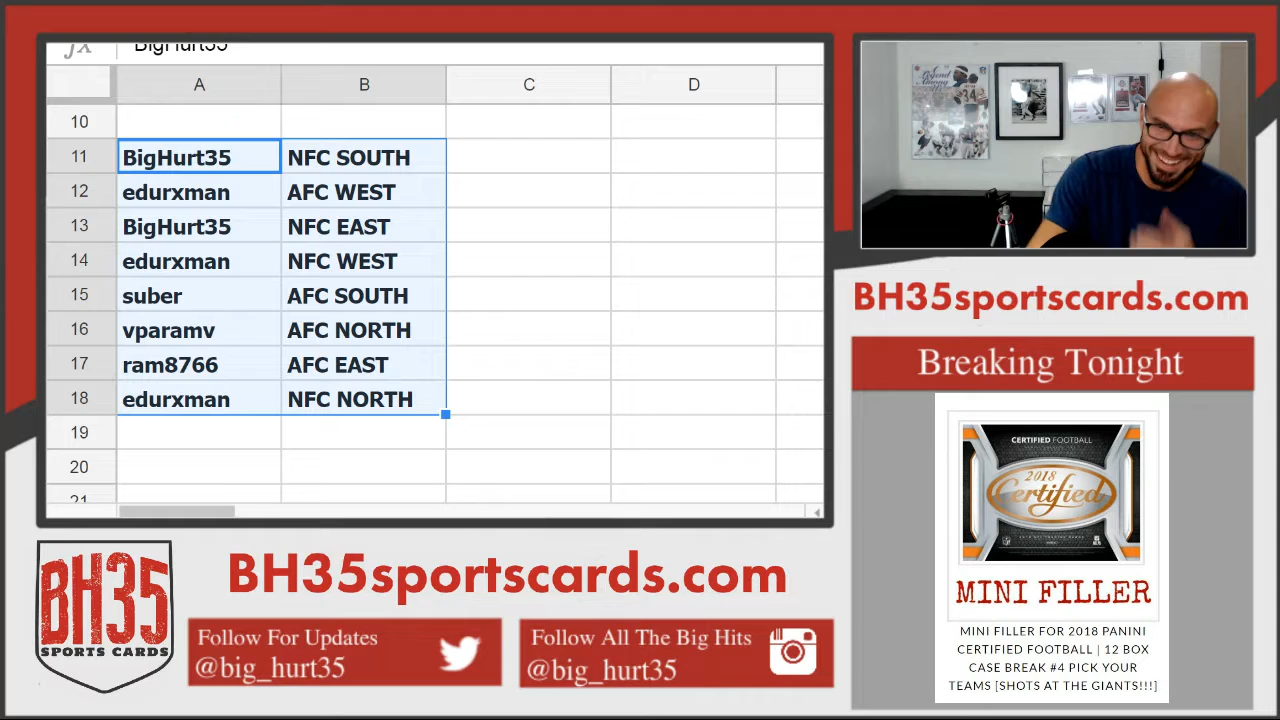 fx BigHurt35
A B C D
10
11 BigHurt35 NFC SOUTH
12 edurxman AFC WEST
13 BigHurt35 NFC EAST
14 edurxman NFC WEST
15 suber AFC SOUTH
16 vparamv AFC NORTH
17 ram8766 AFC EAST
18 edurxman NFC NORTH
19
20
21
BH35sportscards.com
Breaking Tonight
CERTIFIED FOOTBALL
2018
Certified
MINI FILLER
MINI FILLER FOR 2018 PANINI
CERTIFIED FOOTBALL | 12 BOX
CASE BREAK #4 PICK YOUR
TEAMS [SHOTS AT THE GIANTS!!!]
BH35
SPORTS CARDS
BH35sportscards.com
Follow For Updates
@big_hurt35
Follow All The Big Hits
@big_hurt35